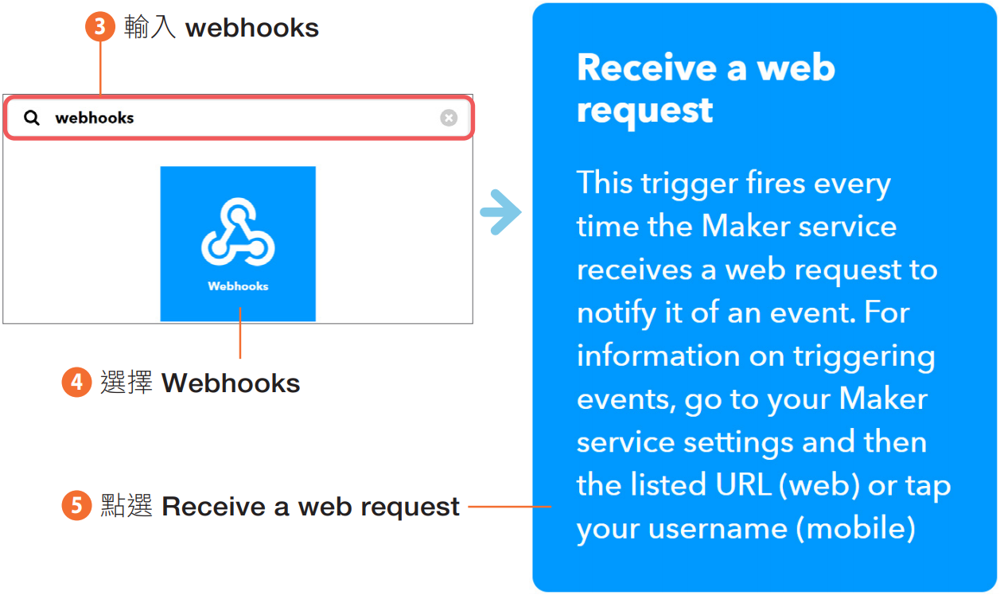 3 輸入 webhooks
webhooks
Webhooks
4 選擇 Webhooks
5 點選 Receive a web request
Receive a web
request
This trigger fires every
time the Maker service
receives a web request to
notify it of an event. For
information on triggering
events, go to your Maker
service settings and then
the listed URL (web) or tap
your username (mobile)